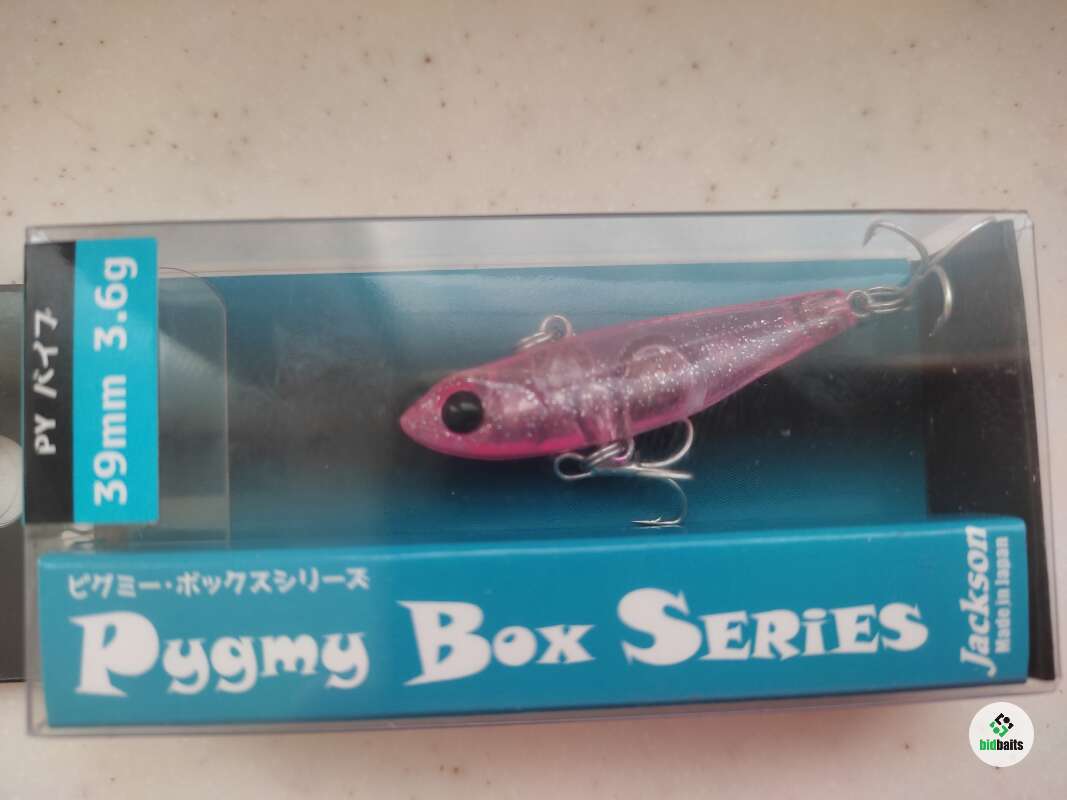 PY バイブ
39mm 3.6g
ピグミー・ボックスシリーズ
Pygmy Box SERiES
Jackson
Made in Japan
bidbaits